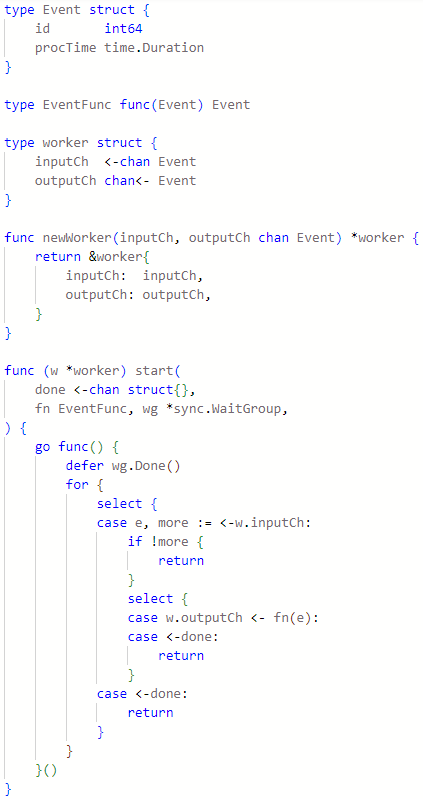 type Event struct {
    id       int64
    procTime time.Duration
}

type EventFunc func(Event) Event

type worker struct {
    inputCh  <-chan Event
    outputCh chan<- Event
}

func newWorker(inputCh, outputCh chan Event) *worker {
    return &worker{
        inputCh:  inputCh,
        outputCh: outputCh,
    }
}

func (w *worker) start(
    done <-chan struct{},
    fn EventFunc, wg *sync.WaitGroup,
) {
    go func() {
        defer wg.Done()
        for {
            select {
            case e, more := <-w.inputCh:
                if !more {
                    return
                }
                select {
                case w.outputCh <- fn(e):
                case <-done:
                    return
                }
            case <-done:
                return
            }
        }
    }()
}